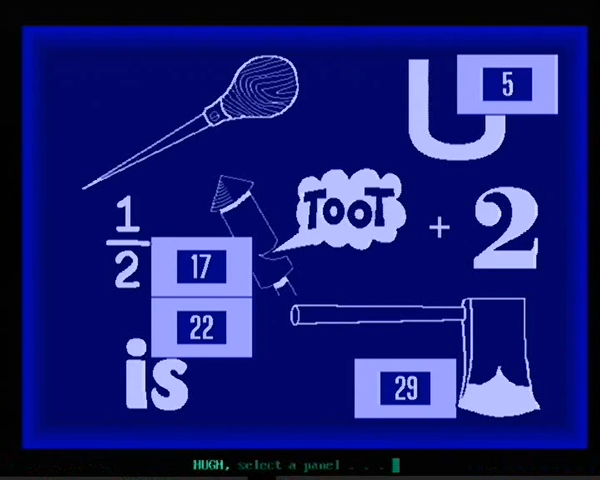 U 5
TOOT
1/2 + 2
17
22
is
29
HUGH, select a panel . . .